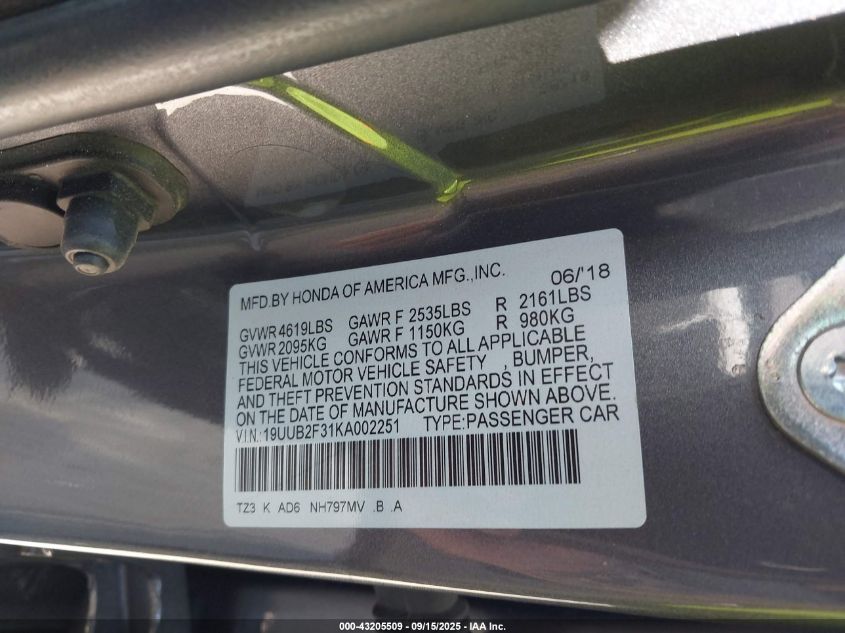 MFD.BY HONDA OF AMERICA MFG.,INC. 06/'18
GVWR 4619LBS GAWR F 2535LBS R 2161LBS
GVWR 2095KG GAWR F 1150KG R 980KG
THIS VEHICLE CONFORMS TO ALL APPLICABLE
FEDERAL MOTOR VEHICLE SAFETY , BUMPER,
AND THEFT PREVENTION STANDARDS IN EFFECT
ON THE DATE OF MANUFACTURE SHOWN ABOVE.
V.I.N.:19UUB2F31KA002251 TYPE:PASSENGER CAR
TZ3 K AD6 NH797MV .B .A
000-43205509 - 09/15/2025 - IAA Inc.